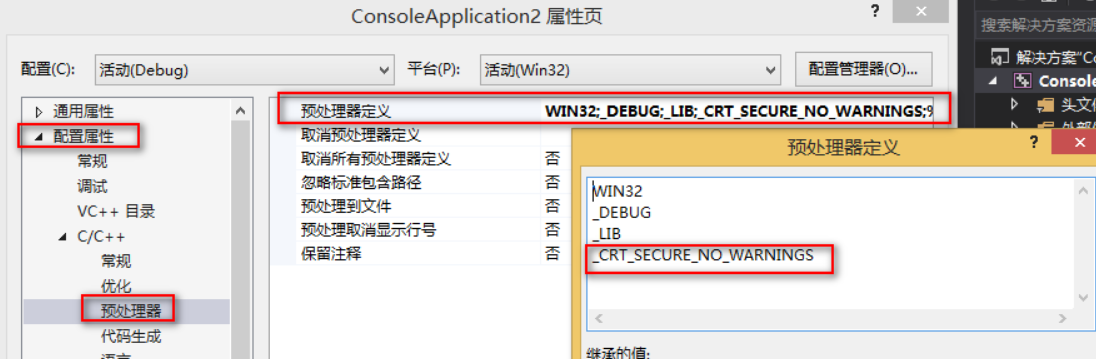 ConsoleApplication2 属性页
?
配置(C):
活动(Debug)
平台(P):
活动(Win32)
配置管理器(O)...
搜索解决方案资源
解决方案"Co
Console
头文件
通用属性
配置属性
常规
调试
VC++ 目录
C/C++
常规
优化
预处理器
代码生成
语言
预处理器定义
WIN32;_DEBUG;_LIB;_CRT_SECURE_NO_WARNINGS;%
取消预处理器定义
取消所有预处理器定义 否
忽略标准包含路径 否
预处理到文件 否
预处理取消显示行号 否
保留注释 否
预处理器定义
?
WIN32
_DEBUG
_LIB
_CRT_SECURE_NO_WARNINGS
继承的值: